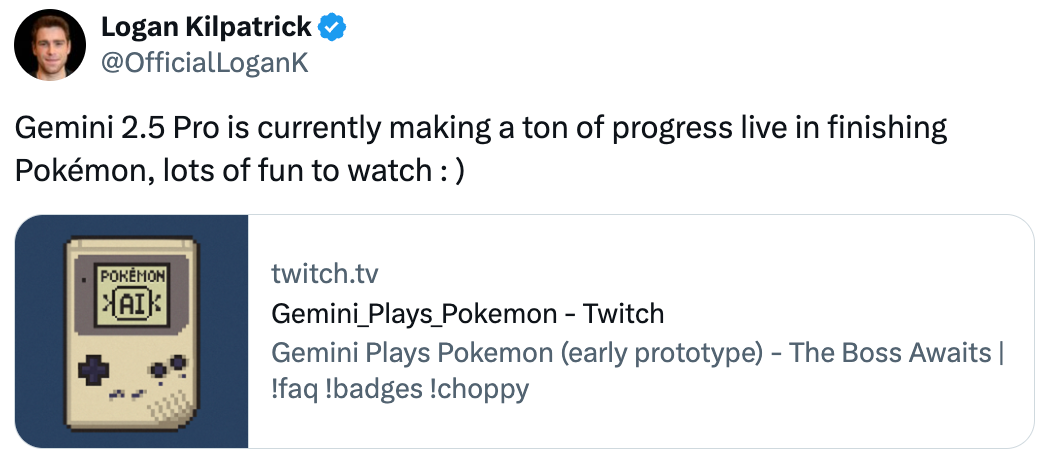 Logan Kilpatrick
@OfficialLoganK
Gemini 2.5 Pro is currently making a ton of progress live in finishing
Pokémon, lots of fun to watch : )
POKÉMON
AI
twitch.tv
Gemini_Plays_Pokemon - Twitch
Gemini Plays Pokemon (early prototype) - The Boss Awaits |
!faq !badges !choppy